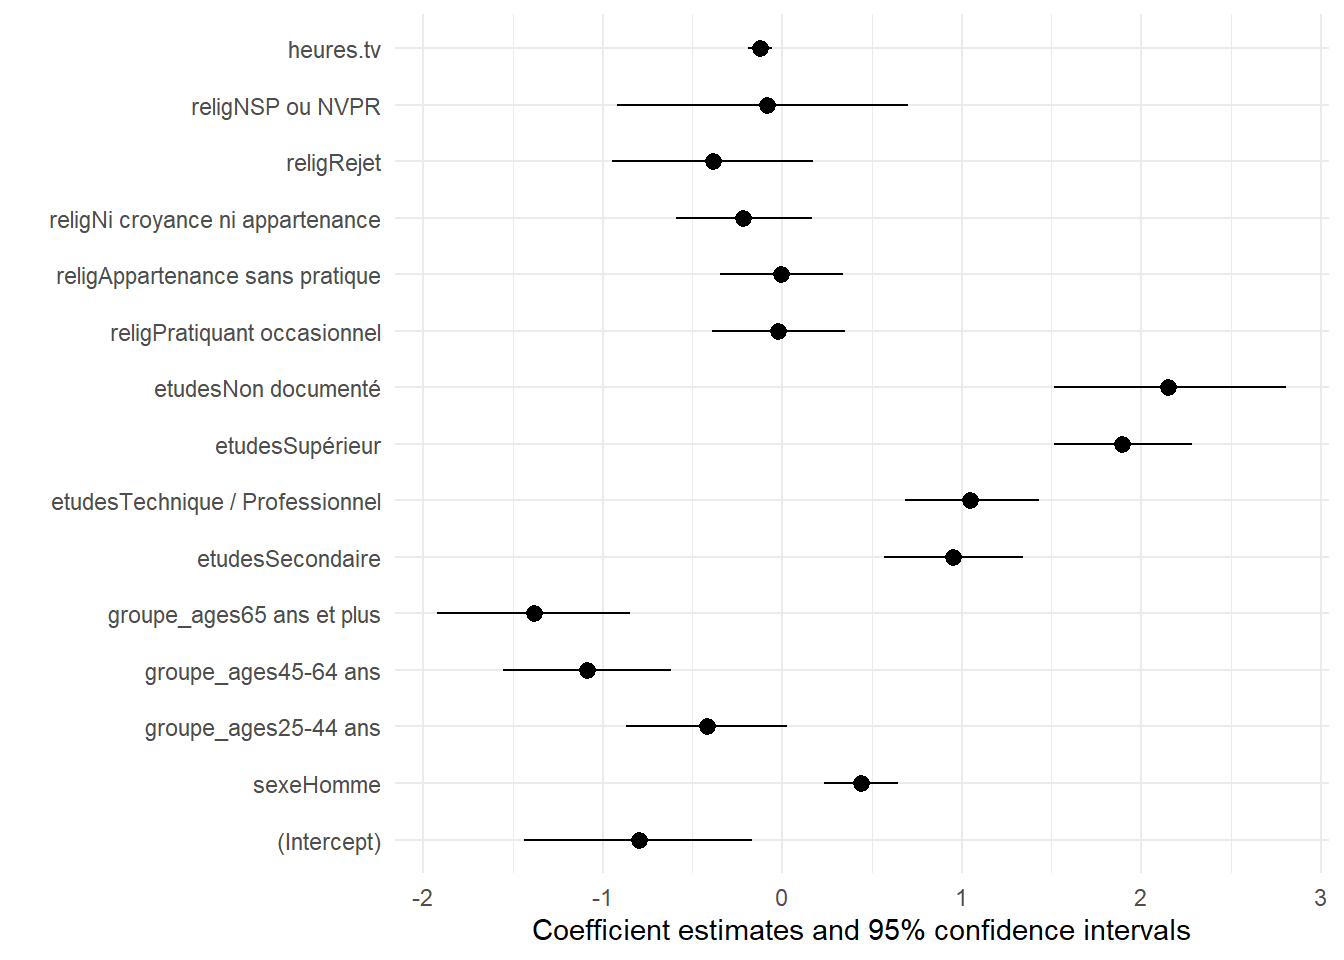 heures.tv
religNSP ou NVPR
religRejet
religNi croyance ni appartenance
religAppartenance sans pratique
religPratiquant occasionnel
etudesNon documenté
etudesSupérieur
etudesTechnique / Professionnel
etudesSecondaire
groupe_ages65 ans et plus
groupe_ages45-64 ans
groupe_ages25-44 ans
sexeHomme
(Intercept)
-2 -1 0 1 2 3
Coefficient estimates and 95% confidence intervals